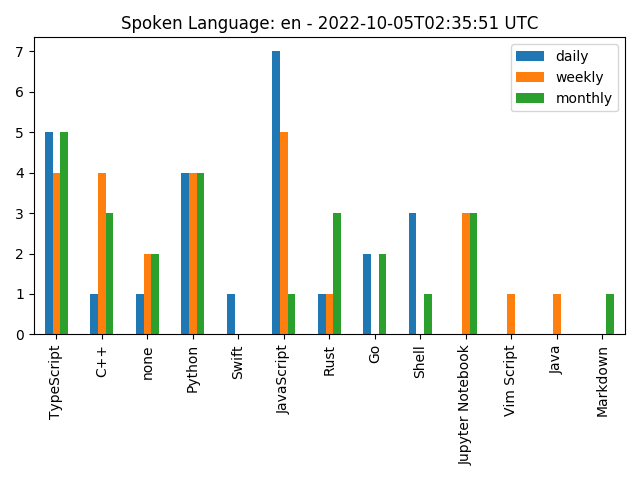 Spoken Language: en - 2022-10-05T02:35:51 UTC
daily
weekly
monthly
7
6
5
4
3
2
1
0
TypeScript
C++
none
Python
Swift
JavaScript
Rust
Go
Shell
Jupyter Notebook
Vim Script
Java
Markdown